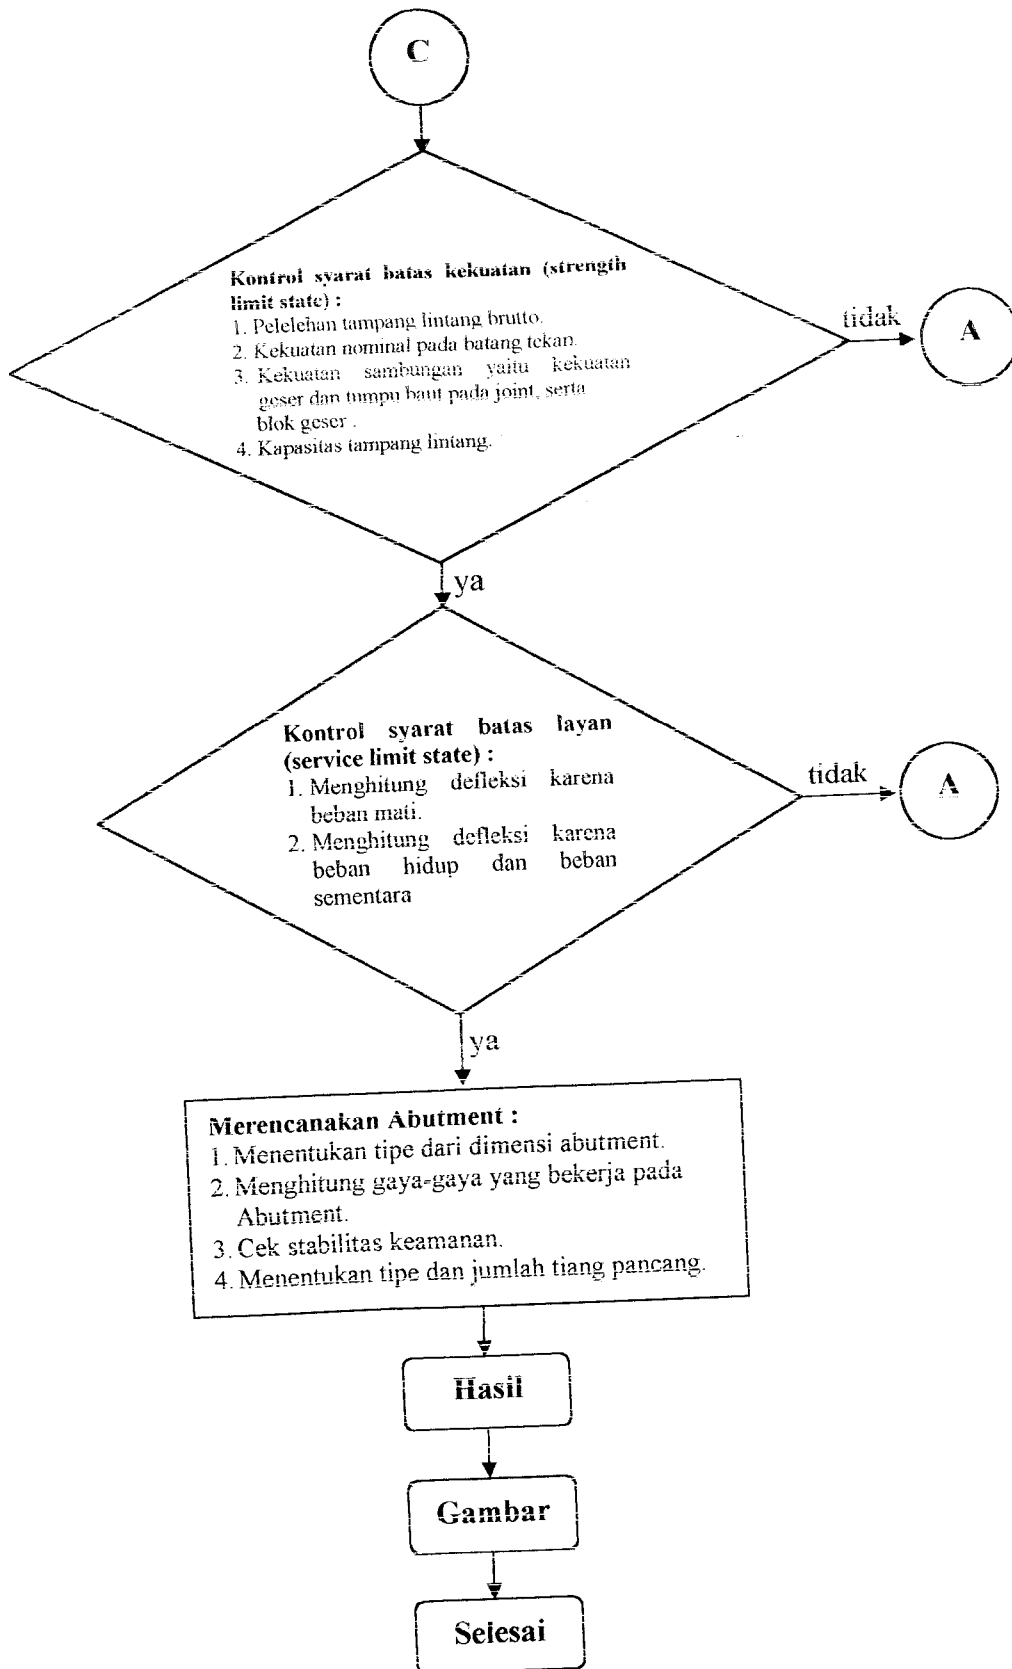 C
Kontrol syarat batas kekuatan (strength
limit state) :
1. Pelelehan tampang lintang brutto.
2. Kekuatan nominal pada batang tekan.
3. Kekuatan sambungan yaitu kekuatan
geser dan tumpu baut pada joint, serta
blok geser .
4. Kapasitas tampang lintang.
tidak
A
ya
Kontrol syarat batas layan
(service limit state) :
1. Menghitung defleksi karena
beban mati.
2. Menghitung defleksi karena
beban hidup dan beban
sementara
tidak
A
ya
Merencanakan Abutment :
1. Menentukan tipe dari dimensi abutment.
2. Menghitung gaya-gaya yang bekerja pada
Abutment.
3. Cek stabilitas keamanan.
4. Menentukan tipe dan jumlah tiang pancang.
Hasil
Gambar
Selesai